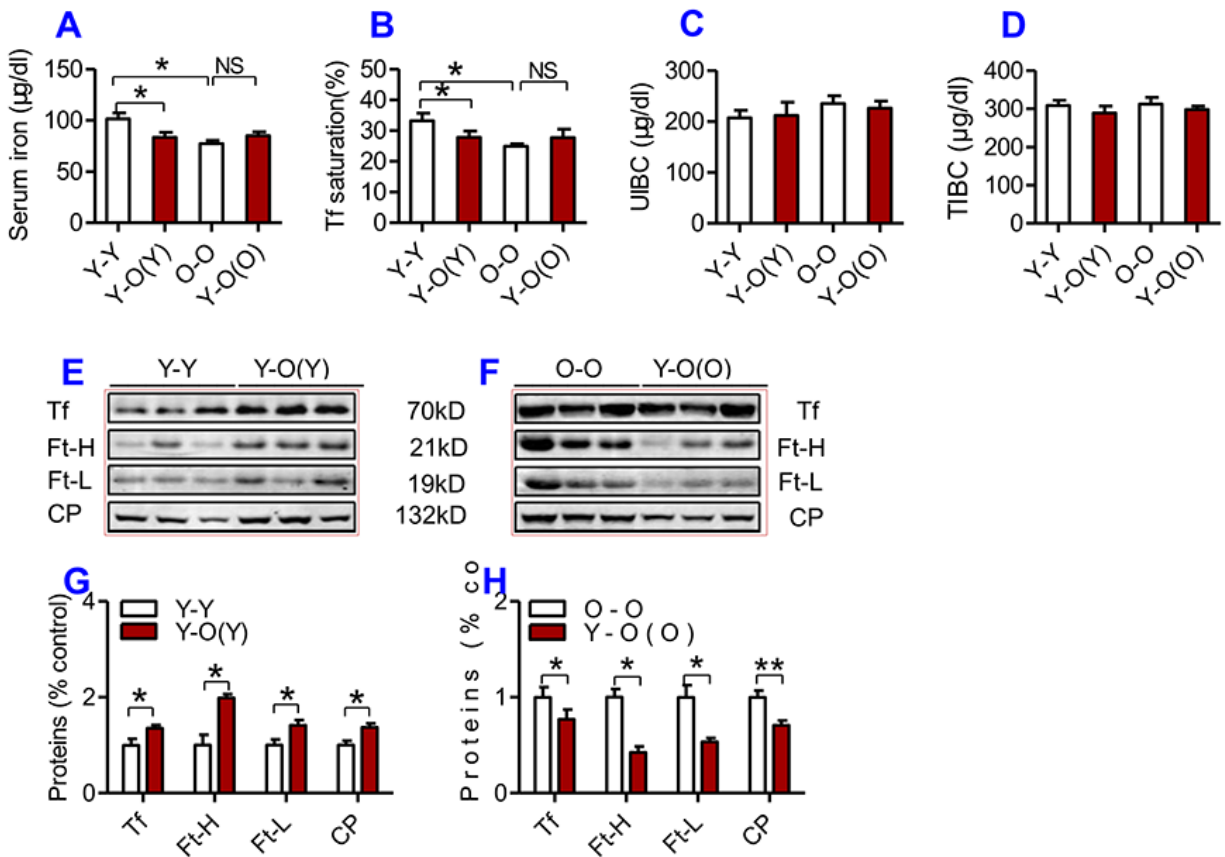 A
B
C
D
Serum iron (µg/dl)
150
100
50
0
*
*
NS
Y-Y
Y-O(Y)
O-O
Y-O(O)
Tf saturation(%)
50
40
30
20
10
0
*
*
NS
Y-Y
Y-O(Y)
O-O
Y-O(O)
UIBC (µg/dl)
300
200
100
0
Y-Y
Y-O(Y)
O-O
Y-O(O)
TIBC (µg/dl)
400
300
200
100
0
Y-Y
Y-O(Y)
O-O
Y-O(O)
E
Y-Y
Y-O(Y)
F
O-O
Y-O(O)
Tf
70kD
Tf
Ft-H
21kD
Ft-H
Ft-L
19kD
Ft-L
CP
132kD
CP
G
Proteins (% control)
4
2
0
Y-Y
Y-O(Y)
*
*
*
*
Tf
Ft-H
Ft-L
CP
H
Proteins (% co
2
1
0
O-O
Y-O(O)
*
*
*
**
Tf
Ft-H
Ft-L
CP